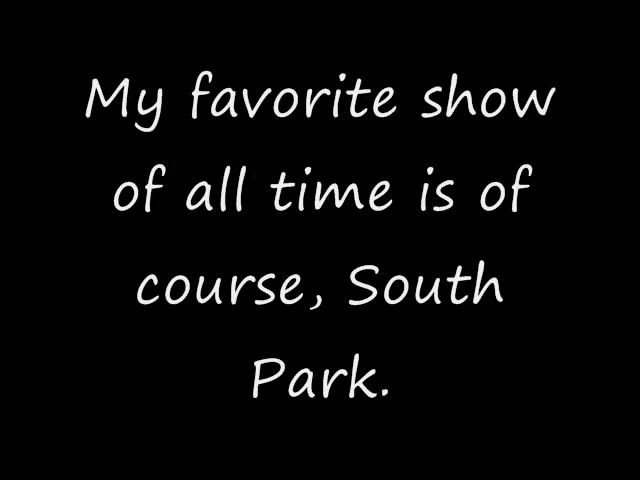 My favorite show
of all time is of
course, South
Park.